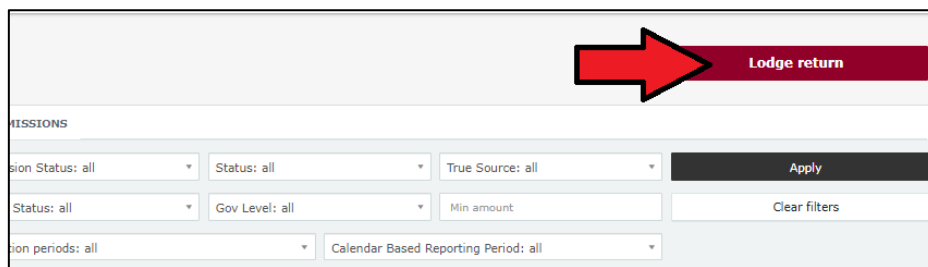 Lodge return
MISSIONS
sion Status: all
Status: all
True Source: all
Apply
Status: all
Gov Level: all
Min amount
Clear filters
tion periods: all
Calendar Based Reporting Period: all